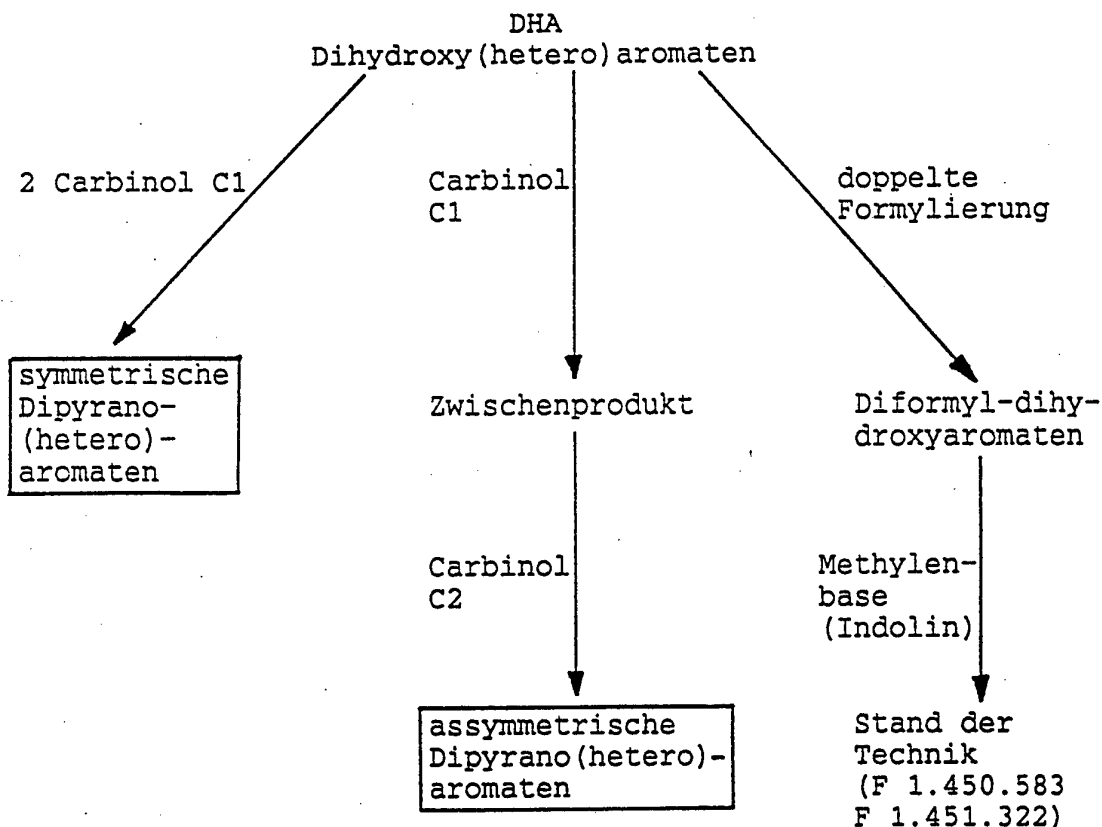 DHA
Dihydroxy(hetero)aromaten
2 Carbinol C1
Carbinol
C1
doppelte
Formylierung
symmetrische
Dipyrano-
(hetero)-
aromaten
Zwischenprodukt
Diformyl-dihy-
droxyaromaten
Carbinol
C2
Methylen-
base
(Indolin)
assymmetrische
Dipyrano(hetero)-
aromaten
Stand der
Technik
(F 1.450.583
F 1.451.322)